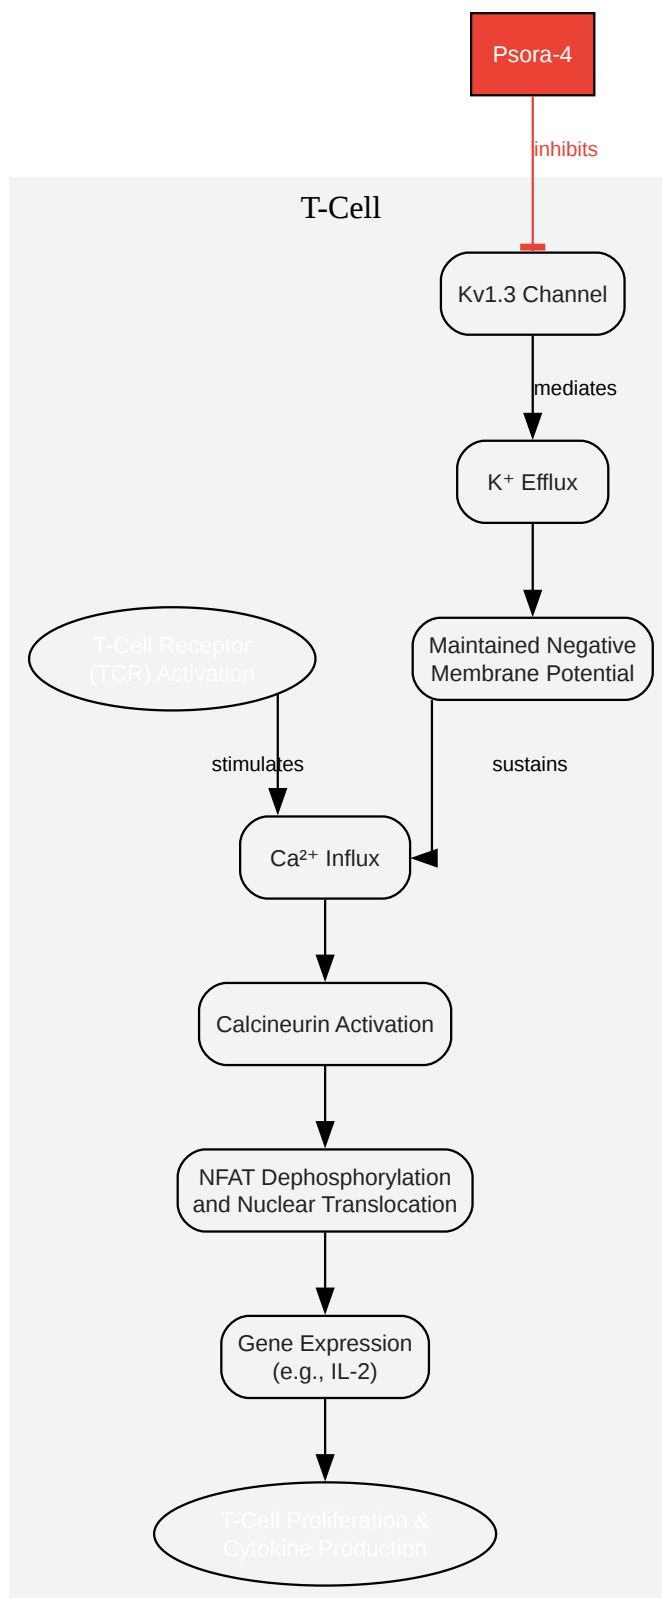 Psora-4
inhibits
T-Cell
Kv1.3 Channel
mediates
K⁺ Efflux
T-Cell Receptor
(TCR) Activation
Maintained Negative
Membrane Potential
stimulates
sustains
Ca²⁺ Influx
Calcineurin Activation
NFAT Dephosphorylation
and Nuclear Translocation
Gene Expression
(e.g., IL-2)
T-Cell Proliferation &
Cytokine Production